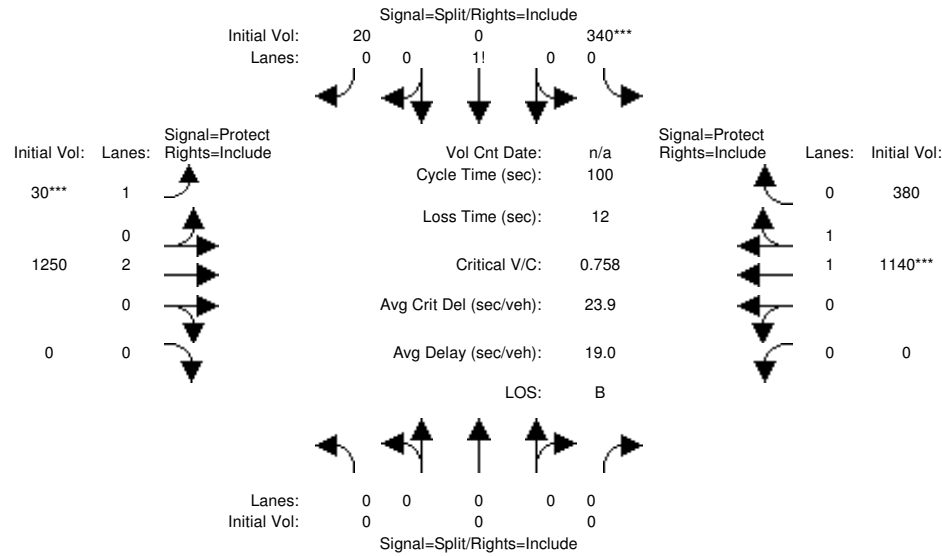 Signal=Split/Rights=Include
Initial Vol: 20 0 340***
Lanes: 0 0 1! 0 0
Signal=Protect Signal=Protect
Initial Vol: Lanes: Rights=Include Vol Cnt Date: n/a Rights=Include Lanes: Initial Vol:
Cycle Time (sec): 100
30*** 1 0 380
Loss Time (sec): 12
0 1
1250 2 Critical V/C: 0.758 1 1140***
0 Avg Crit Del (sec/veh): 23.9 0
0 0 Avg Delay (sec/veh): 19.0 0 0
LOS: B
Lanes: 0 0 0 0 0
Initial Vol: 0 0 0
Signal=Split/Rights=Include